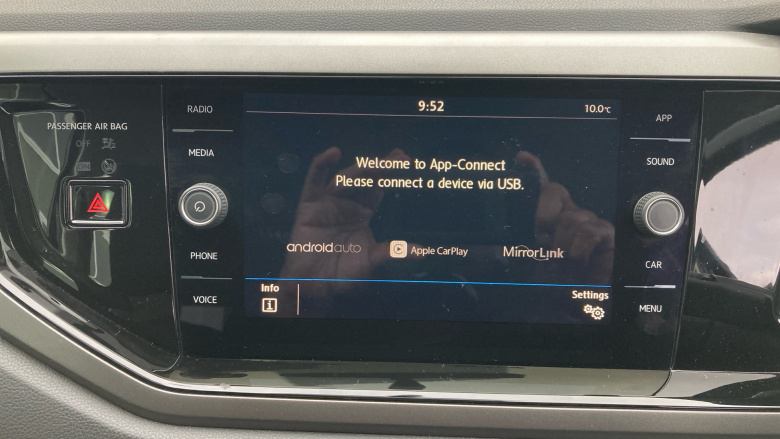 9:52
10.0°C
RADIO
APP
PASSENGER AIR BAG
OFF
MEDIA
SOUND
Welcome to App-Connect
Please connect a device via USB.
androidauto
Apple CarPlay
MirrorLink
PHONE
CAR
Info
Settings
VOICE
MENU